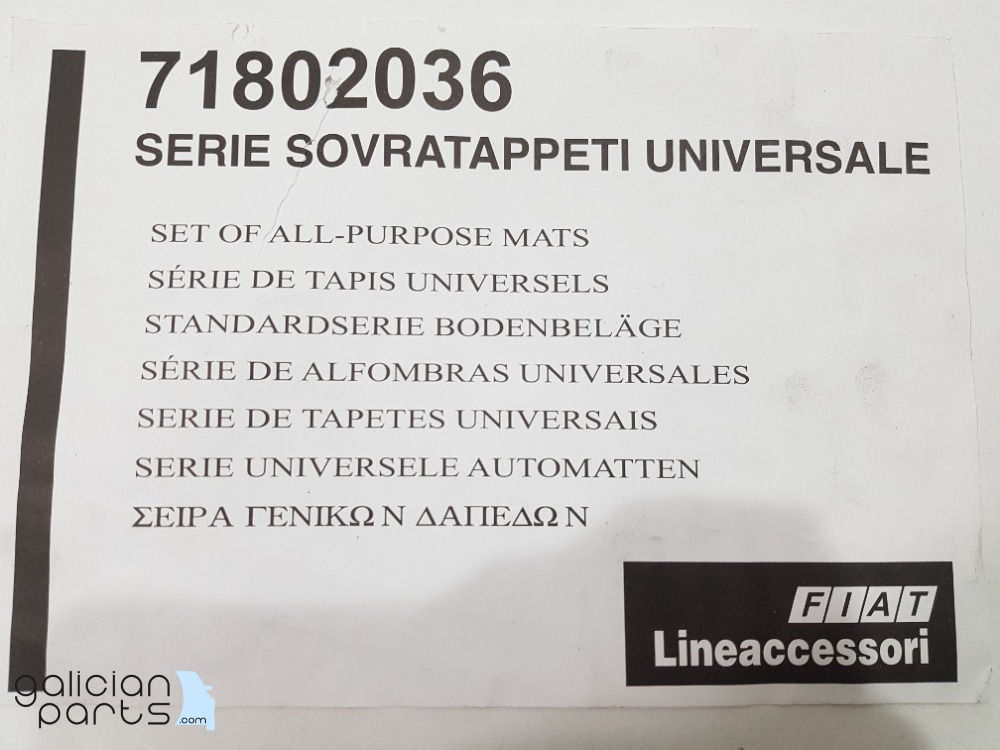 71802036
SERIE SOVRATAPPETI UNIVERSALE
SET OF ALL-PURPOSE MATS
SÉRIE DE TAPIS UNIVERSELS
STANDARDSERIE BODENBELÄGE
SÉRIE DE ALFOMBRAS UNIVERSALES
SERIE DE TAPETES UNIVERSAIS
SERIE UNIVERSELE AUTOMATTEN
ΣΕΙΡΑ ΓΕΝΙΚΩ Ν ΔΑΠΕΔΩ Ν
FIAT
Lineaccessori
galician
parts.com